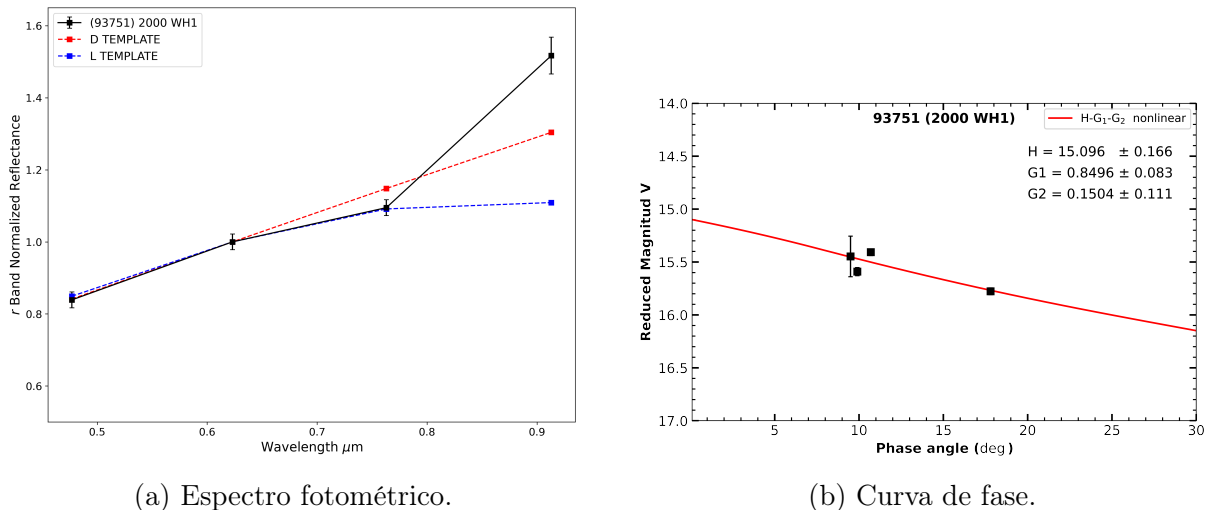 (93751) 2000 WH1
D TEMPLATE
L TEMPLATE
1.6
1.4
1.2
1.0
0.8
0.6
r Band Normalized Reflectance
0.5
0.6
0.7
0.8
0.9
Wavelength μm
(a) Espectro fotométrico.
93751 (2000 WH1)
H-G₁-G₂ nonlinear
H = 15.096 ± 0.166
G1 = 0.8496 ± 0.083
G2 = 0.1504 ± 0.111
14.0
14.5
15.0
15.5
16.0
16.5
17.0
Reduced Magnitud V
5
10
15
20
25
30
Phase angle (deg)
(b) Curva de fase.